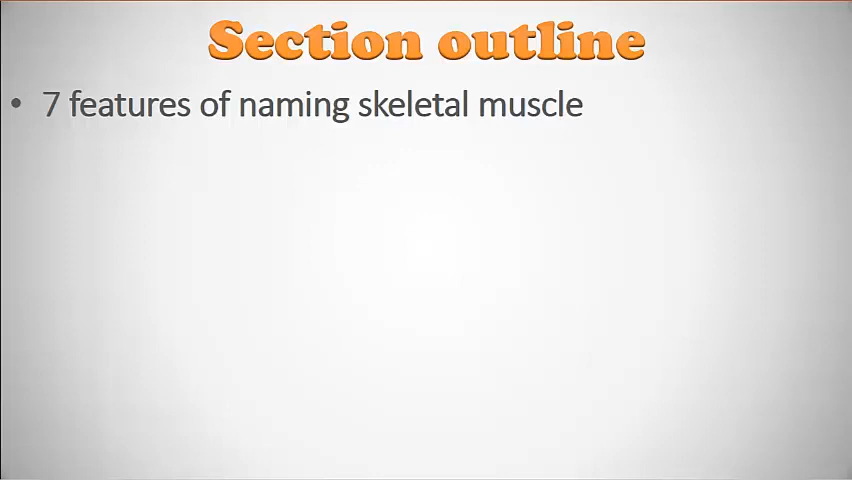 Section outline
• 7 features of naming skeletal muscle